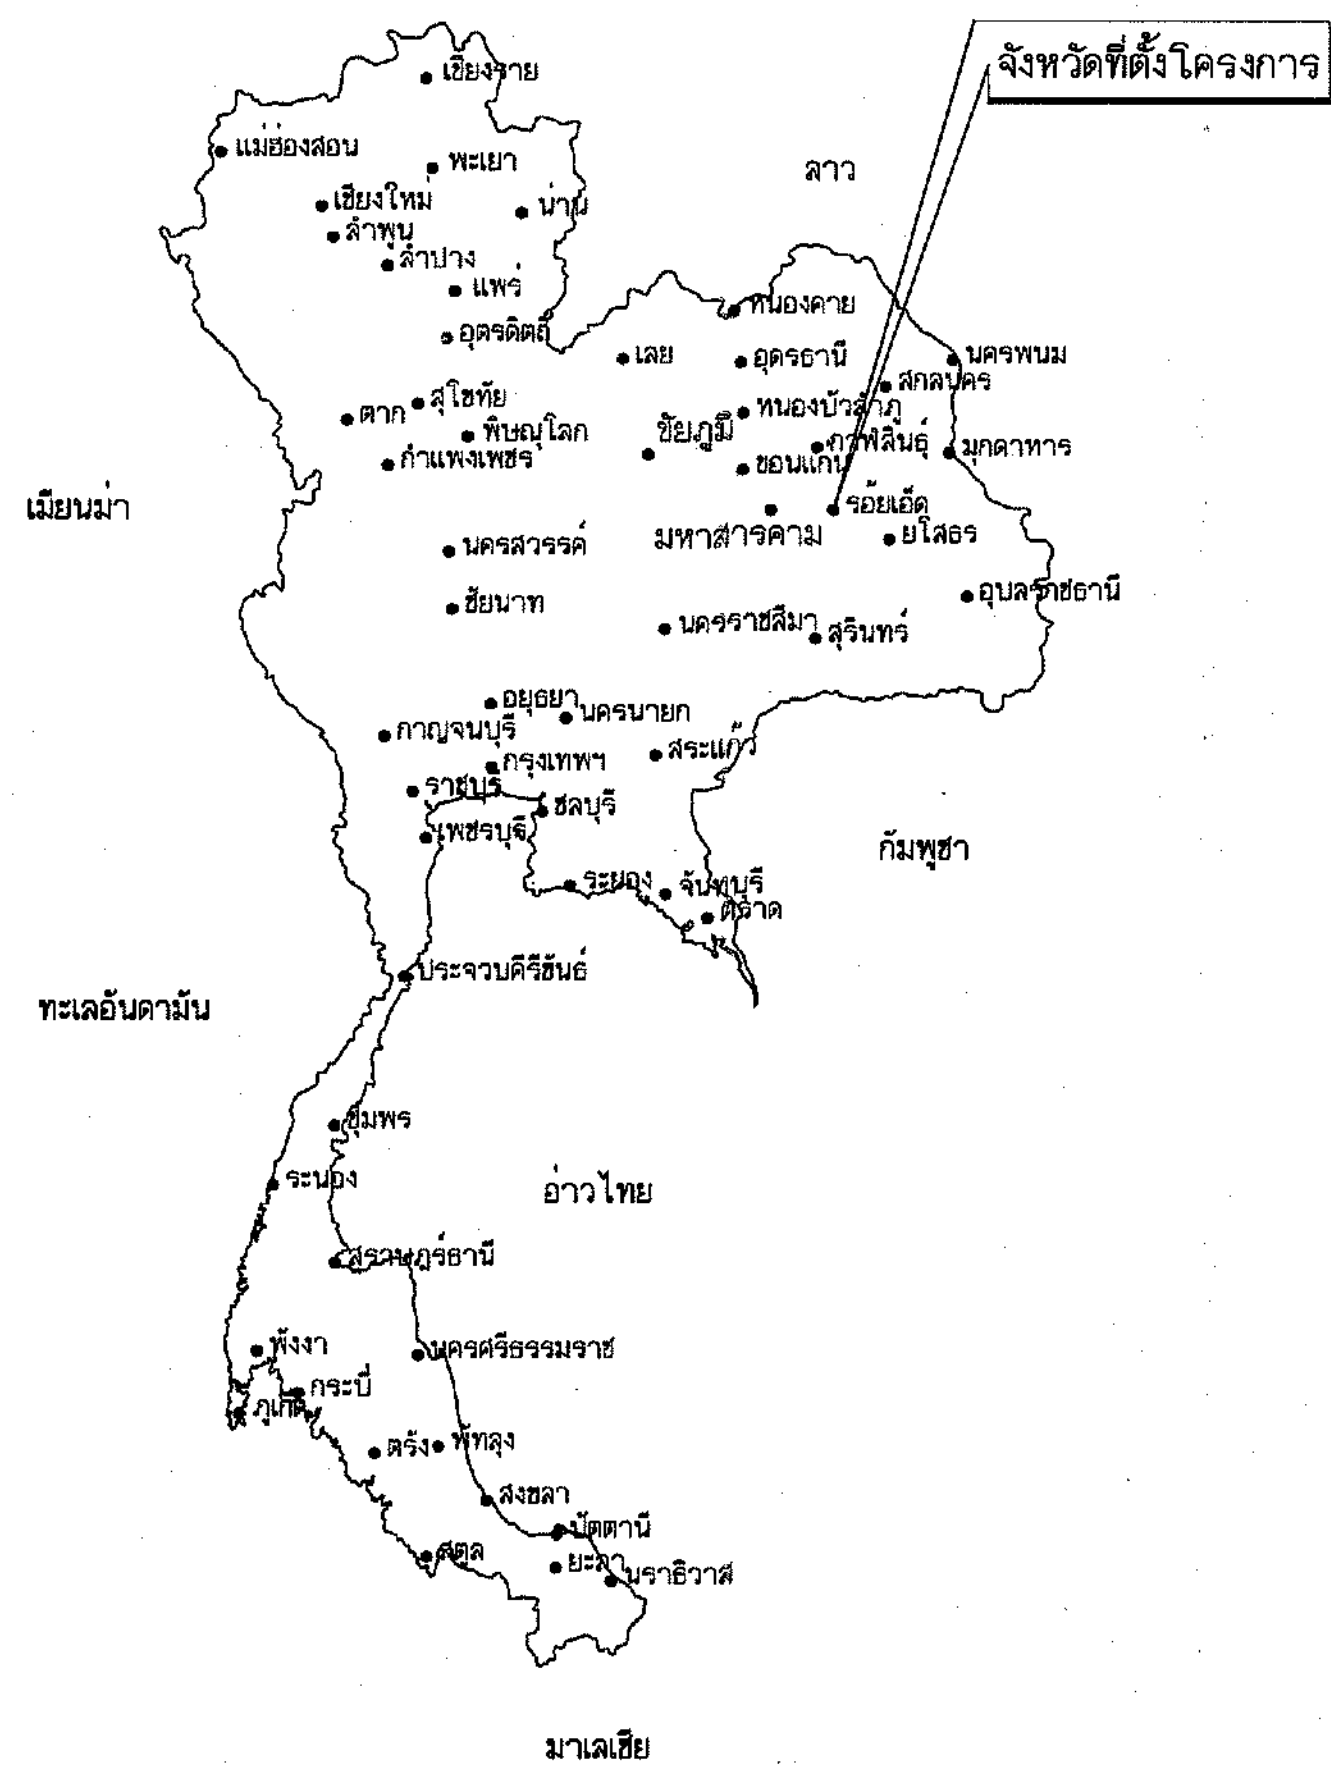 จังหวัดที่ตั้งโครงการ
เชียงราย
แม่ฮ่องสอน
พะเยา
ลาว
เชียงใหม่
น่าน
ลำพูน
ลำปาง
แพร่
หนองคาย
อุตรดิตถ์
เลย
อุดรธานี
นครพนม
สกลนคร
สุโขทัย
ตาก
หนองบัวลำภู
พิษณุโลก
ชัยภูมิ
กาฬสินธุ์
มุกดาหาร
กำแพงเพชร
ขอนแก่น
เมียนม่า
ร้อยเอ็ด
มหาสารคาม
ยโสธร
นครสวรรค์
อุบลราชธานี
ชัยนาท
นครราชสีมา
สุรินทร์
อยุธยา
นครนายก
กาญจนบุรี
สระแก้ว
กรุงเทพฯ
ราชบุรี
ชลบุรี
เพชรบุรี
กัมพูชา
ระยอง
จันทบุรี
ตราด
ประจวบคีรีขันธ์
ทะเลอันดามัน
ชุมพร
ระนอง
อ่าวไทย
สุราษฎร์ธานี
พังงา
นครศรีธรรมราช
กระบี่
ภูเก็ต
ตรัง
พัทลุง
สงขลา
ปัตตานี
สตูล
ยะลา
นราธิวาส
มาเลเซีย